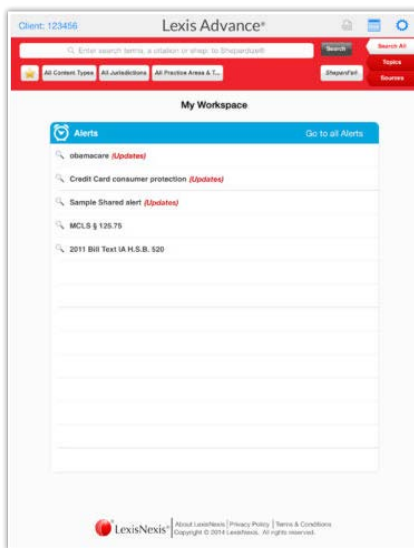 Client: 123456
Lexis Advance®
Enter search terms, a citation or shep: to Shepardize®
Search
Search All
Topics
Sources
All Content Types
All Jurisdictions
All Practice Areas & T...
Shepard's®...
My Workspace
Alerts
Go to all Alerts
obamacare (Updates)
Credit Card consumer protection (Updates)
Sample Shared alert (Updates)
MCLS § 125.75
2011 Bill Text IA H.S.B. 520
LexisNexis®
About LexisNexis | Privacy Policy | Terms & Conditions
Copyright © 2014 LexisNexis. All rights reserved.